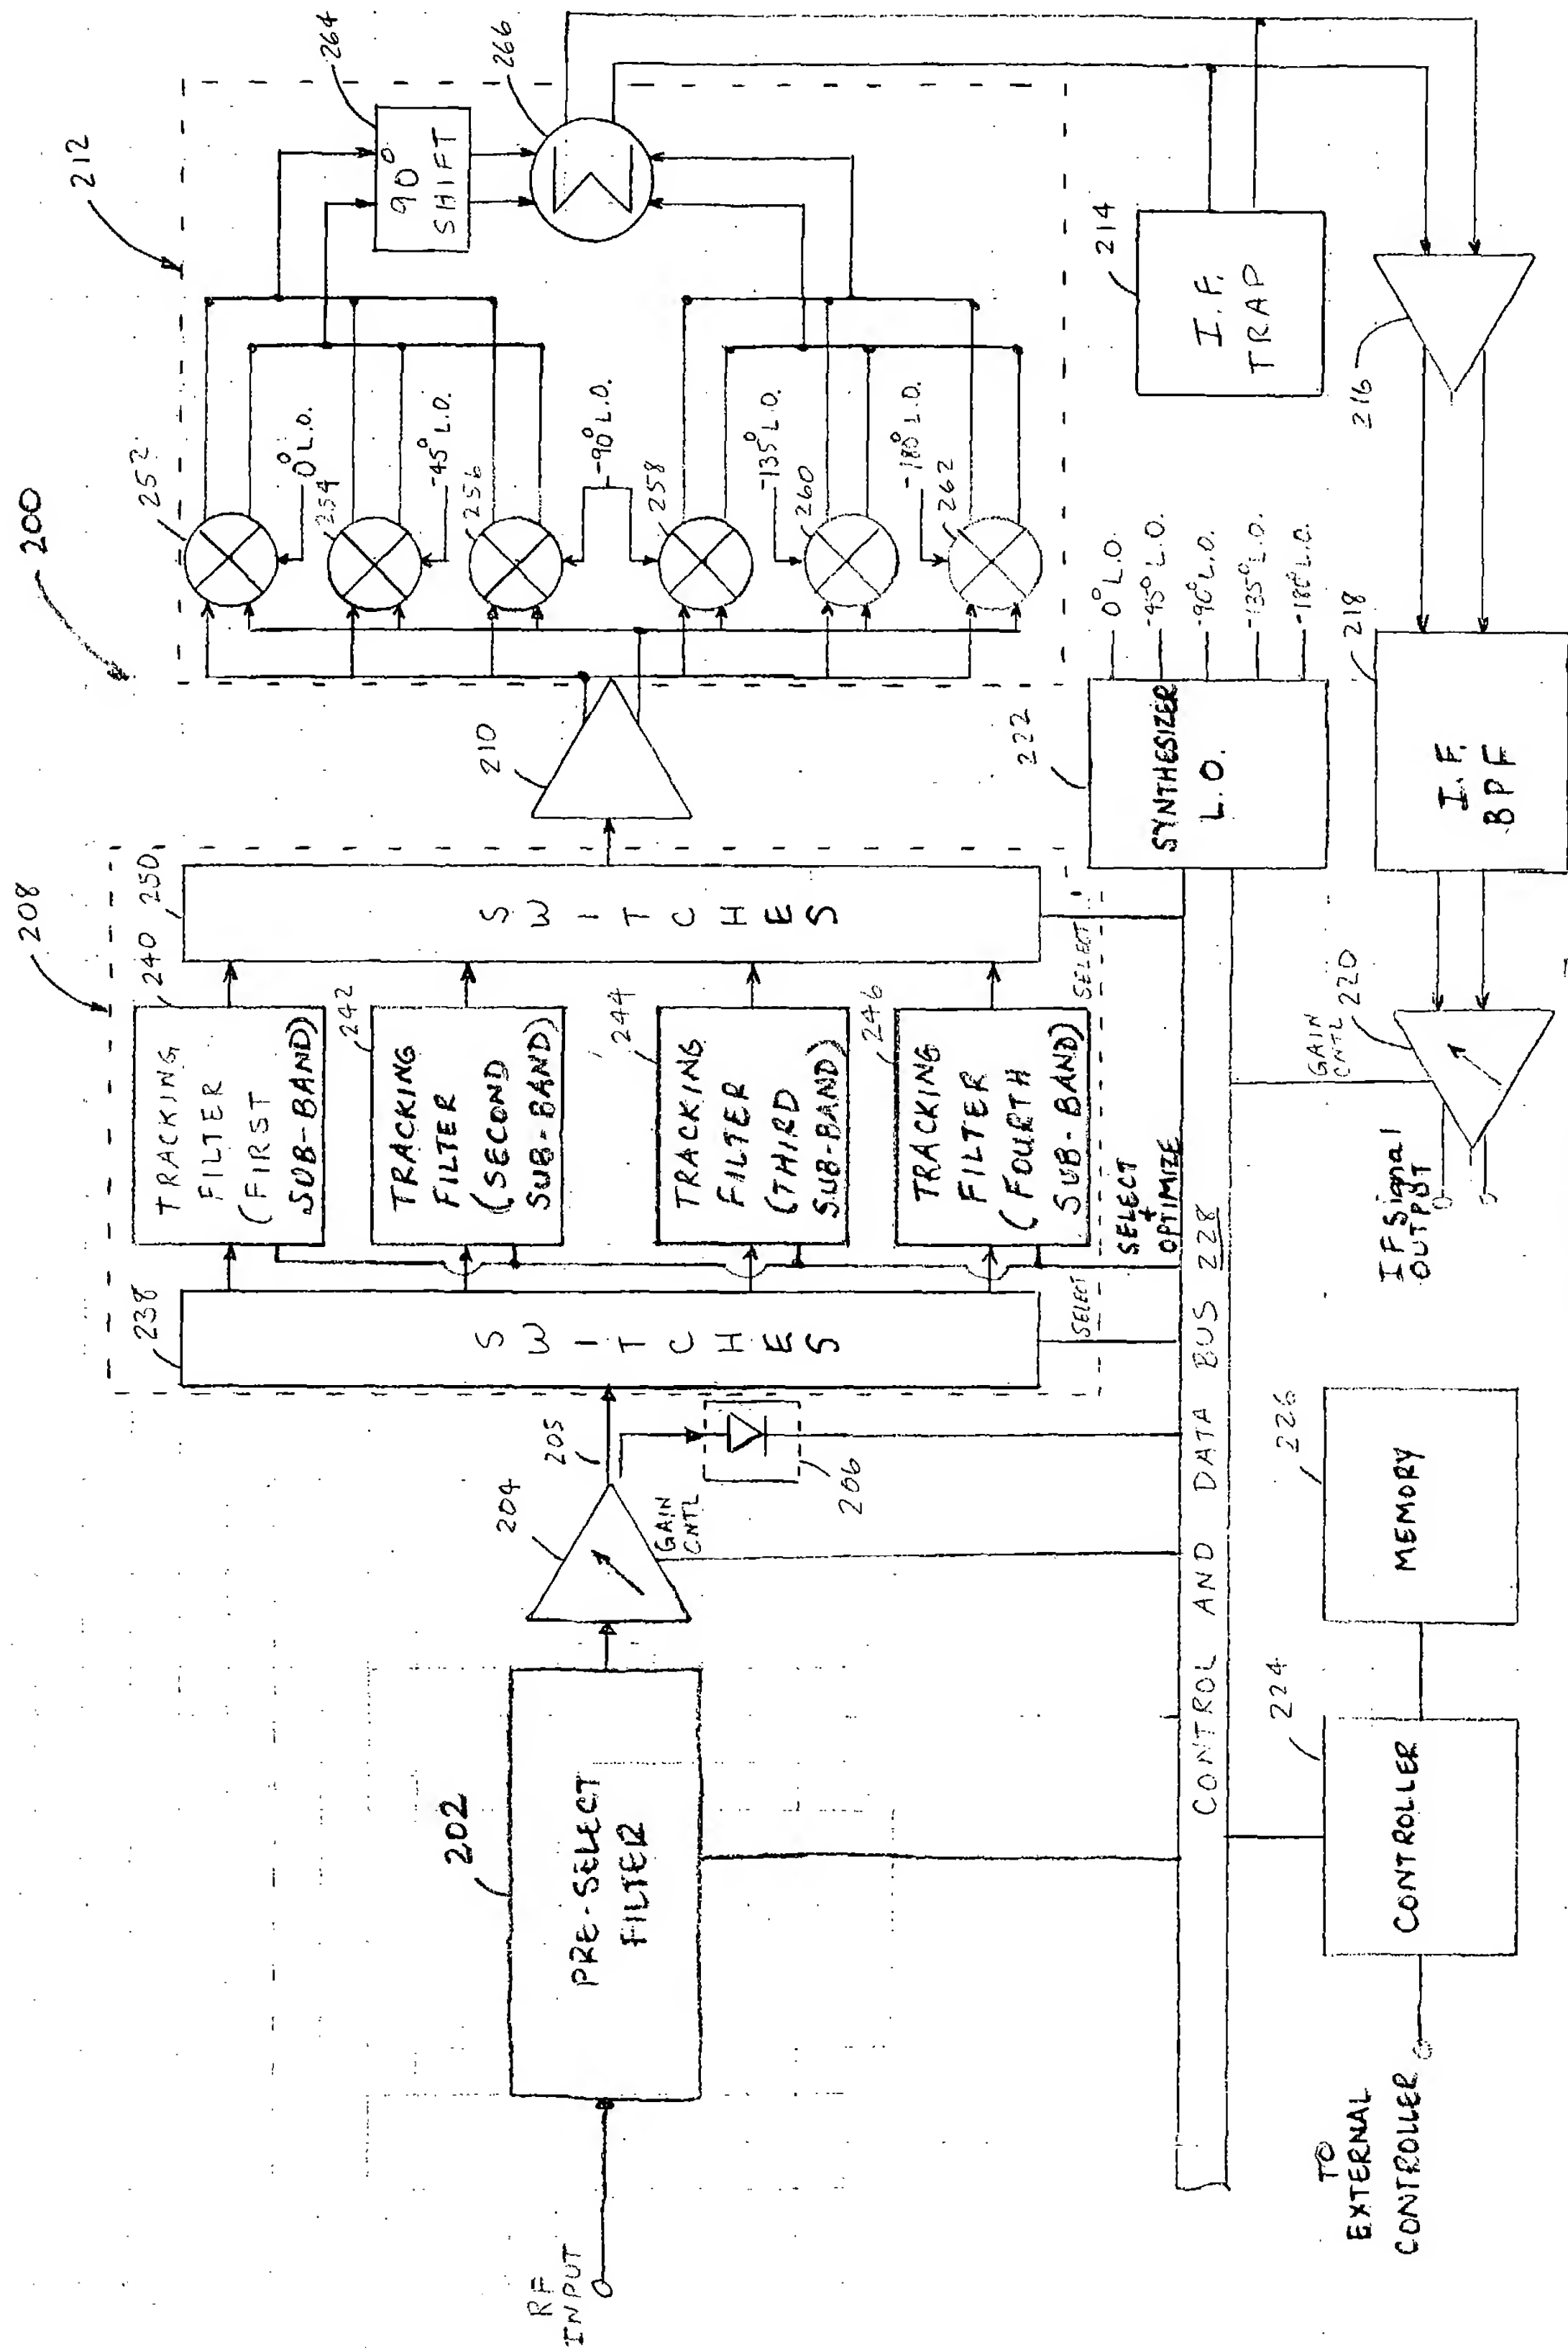 200
208
212
RF
INPUT
202
PRE-SELECT
FILTER
204
GAIN
CNTL
205
206
238
SWITCHES
SELECT
TRACKING
FILTER
(FIRST
SUB-BAND)
240
TRACKING
FILTER
(SECOND
SUB-BAND)
242
TRACKING
FILTER
(THIRD
SUB-BAND)
244
TRACKING
FILTER
(FOURTH
SUB-BAND)
246
SELECT
+
OPTIMIZE
250
SWITCHES
SELECT
210
252
0° L.O.
254
-45° L.O.
256
-90° L.O.
258
-135° L.O.
260
-180° L.O.
262
264
90°
SHIFT
266
Σ
CONTROL AND DATA BUS 228
222
SYNTHESIZER
L.O.
0° L.O.
-45° L.O.
-90° L.O.
-135° L.O.
-180° L.O.
214
I.F.
TRAP
216
218
I.F.
BPF
220
GAIN
CNTL
IF Signal
OUTPUT
226
MEMORY
224
CONTROLLER
TO
EXTERNAL
CONTROLLER